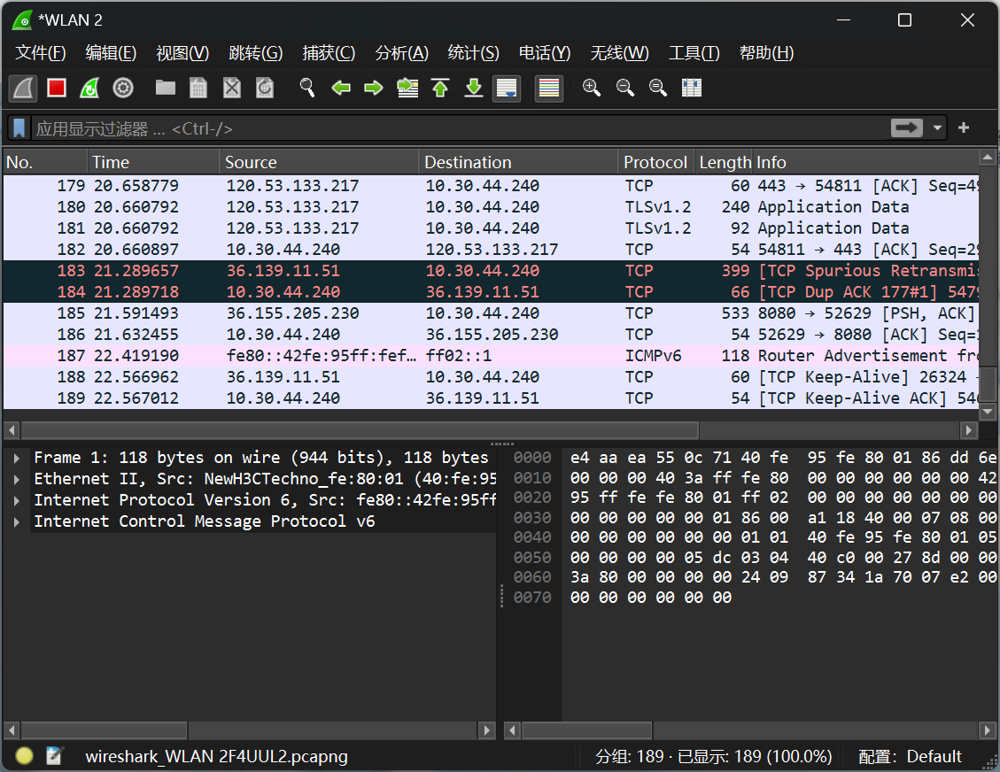 *WLAN 2
文件(F) 编辑(E) 视图(V) 跳转(G) 捕获(C) 分析(A) 统计(S) 电话(Y) 无线(W) 工具(T) 帮助(H)
应用显示过滤器 ... <Ctrl-/>
No. Time Source Destination Protocol Length Info
179 20.658779 120.53.133.217 10.30.44.240 TCP 60 443 → 54811 [ACK] Seq=49
180 20.660792 120.53.133.217 10.30.44.240 TLSv1.2 240 Application Data
181 20.660792 120.53.133.217 10.30.44.240 TLSv1.2 92 Application Data
182 20.660897 10.30.44.240 120.53.133.217 TCP 54 54811 → 443 [ACK] Seq=29
183 21.289657 36.139.11.51 10.30.44.240 TCP 399 [TCP Spurious Retransmis
184 21.289718 10.30.44.240 36.139.11.51 TCP 66 [TCP Dup ACK 177#1] 5479
185 21.591493 36.155.205.230 10.30.44.240 TCP 533 8080 → 52629 [PSH, ACK]
186 21.632455 10.30.44.240 36.155.205.230 TCP 54 52629 → 8080 [ACK] Seq=
187 22.419190 fe80::42fe:95ff:fef… ff02::1 ICMPv6 118 Router Advertisement fro
188 22.566962 36.139.11.51 10.30.44.240 TCP 60 [TCP Keep-Alive] 26324
189 22.567012 10.30.44.240 36.139.11.51 TCP 54 [TCP Keep-Alive ACK] 546
Frame 1: 118 bytes on wire (944 bits), 118 bytes
Ethernet II, Src: NewH3CTechno_fe:80:01 (40:fe:95
Internet Protocol Version 6, Src: fe80::42fe:95ff
Internet Control Message Protocol v6
0000 e4 aa ea 55 0c 71 40 fe 95 fe 80 01 86 dd 6e
0010 00 00 00 40 3a ff fe 80 00 00 00 00 00 00 42
0020 95 ff fe fe 80 01 ff 02 00 00 00 00 00 00 00
0030 00 00 00 00 00 01 86 00 a1 18 40 00 07 08 00
0040 00 00 00 00 00 00 01 01 40 fe 95 fe 80 01 05
0050 00 00 00 00 05 dc 03 04 40 c0 00 27 8d 00 00
0060 3a 80 00 00 00 00 24 09 87 34 1a 70 07 e2 00
0070 00 00 00 00 00 00
wireshark_WLAN 2F4UUL2.pcapng 分组: 189 · 已显示: 189 (100.0%) 配置: Default